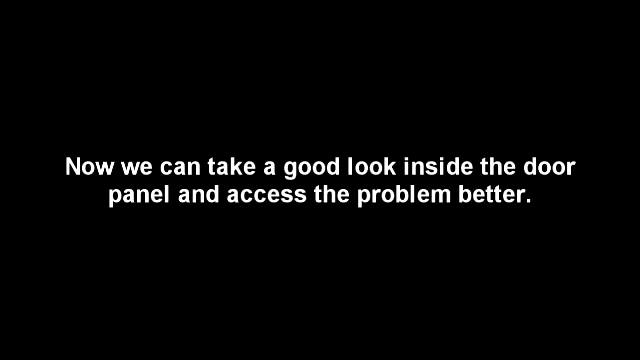 Now we can take a good look inside the door
panel and access the problem better.